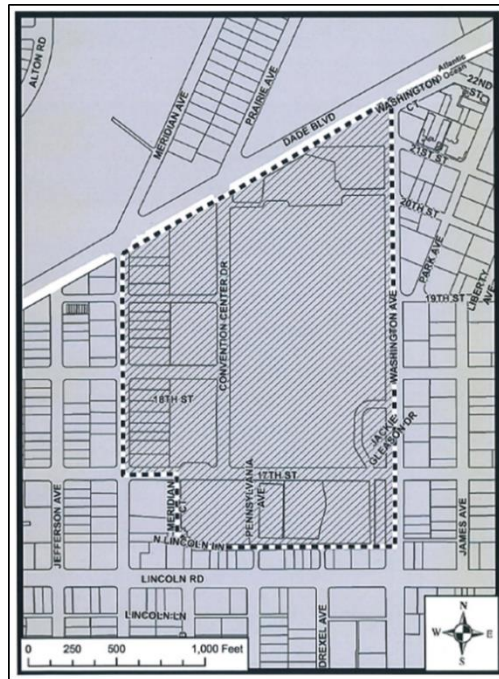 ALTON RD
MERIDIAN AVE
PRAIRIE AVE
DADE BLVD
WASHINGTON
CT
Atlantic
Ocean
22ND
ST
21ST ST
20TH ST
PARK AVE
LIBERTY
AVE
19TH ST
CONVENTION CENTER DR
WASHINGTON AVE
18TH ST
JACKIE
GLEASON DR
17TH ST
PENNSYLVANIA
AVE
MERIDIAN
CT
N LINCOLN LN
JEFFERSON AVE
JAMES AVE
LINCOLN RD
LINCOLN LN
DREXEL AVE
0 250 500 1,000 Feet
N
W E
S